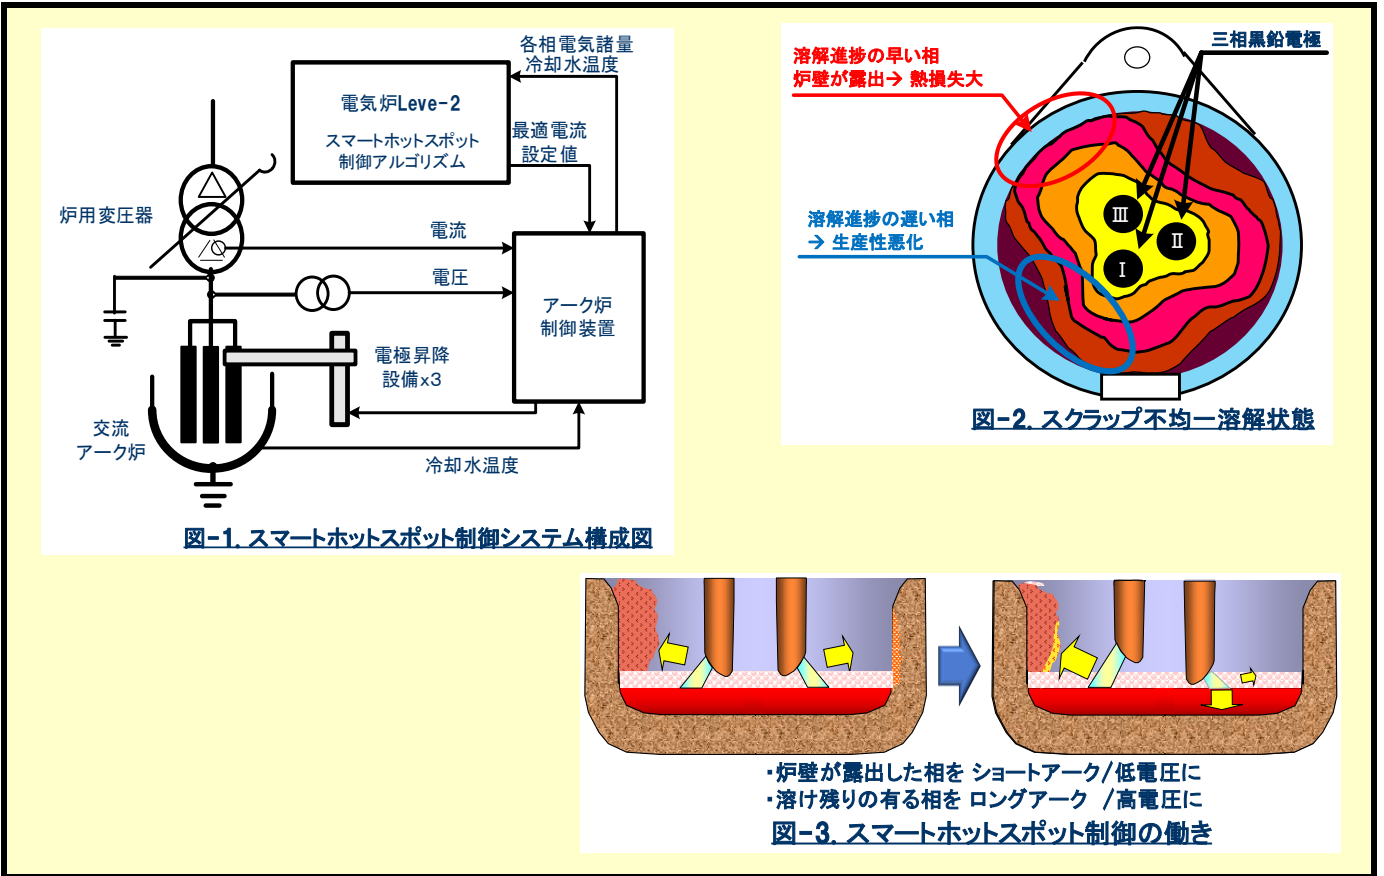 各相電気諸量
冷却水温度
電気炉Leve-2
スマートホットスポット
制御アルゴリズム
最適電流
設定値
炉用変圧器
電流
電圧
アーク炉
制御装置
電極昇降
設備x3
交流
アーク炉
冷却水温度
図-1. スマートホットスポット制御システム構成図
三相黒鉛電極
溶解進捗の早い相
炉壁が露出→ 熱損失大
溶解進捗の遅い相
→ 生産性悪化
Ⅲ
Ⅱ
Ⅰ
図-2. スクラップ不均一溶解状態
・炉壁が露出した相を ショートアーク/低電圧に
・溶け残りの有る相を ロングアーク /高電圧に
図-3. スマートホットスポット制御の働き